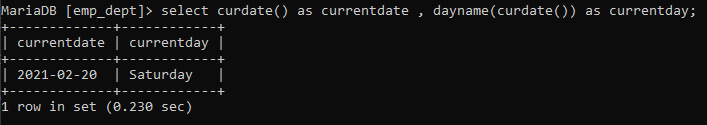 MariaDB [emp_dept]> select curdate() as currentdate , dayname(curdate()) as currentday;
+-------------+------------+
| currentdate | currentday |
+-------------+------------+
| 2021-02-20  | Saturday   |
+-------------+------------+
1 row in set (0.230 sec)